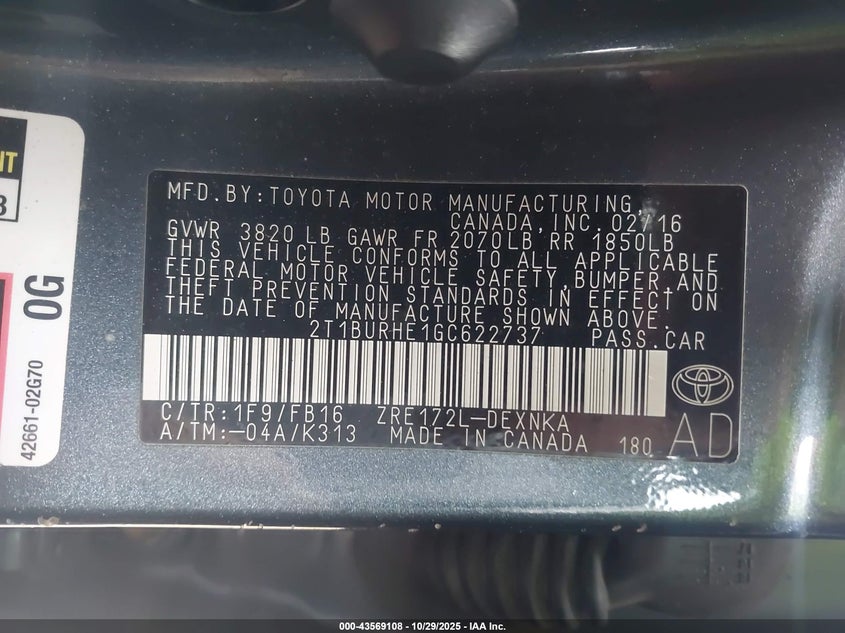 NT
3
0G
42661-02G70
MFD.BY:TOYOTA MOTOR MANUFACTURING,
CANADA,INC.02/16
GVWR 3820 LB GAWR FR 2070LB RR 1850LB
THIS VEHICLE CONFORMS TO ALL APPLICABLE
FEDERAL MOTOR VEHICLE SAFETY,BUMPER,AND
THEFT PREVENTION STANDARDS IN EFFECT ON
THE DATE OF MANUFACTURE SHOWN ABOVE.
2T1BURHE1GC622737 PASS.CAR
C/TR:1F9/FB16 ZRE172L-DEXNKA
A/TM:-04A/K313 MADE IN CANADA 180 AD
000-43569108 - 10/29/2025 - IAA Inc.